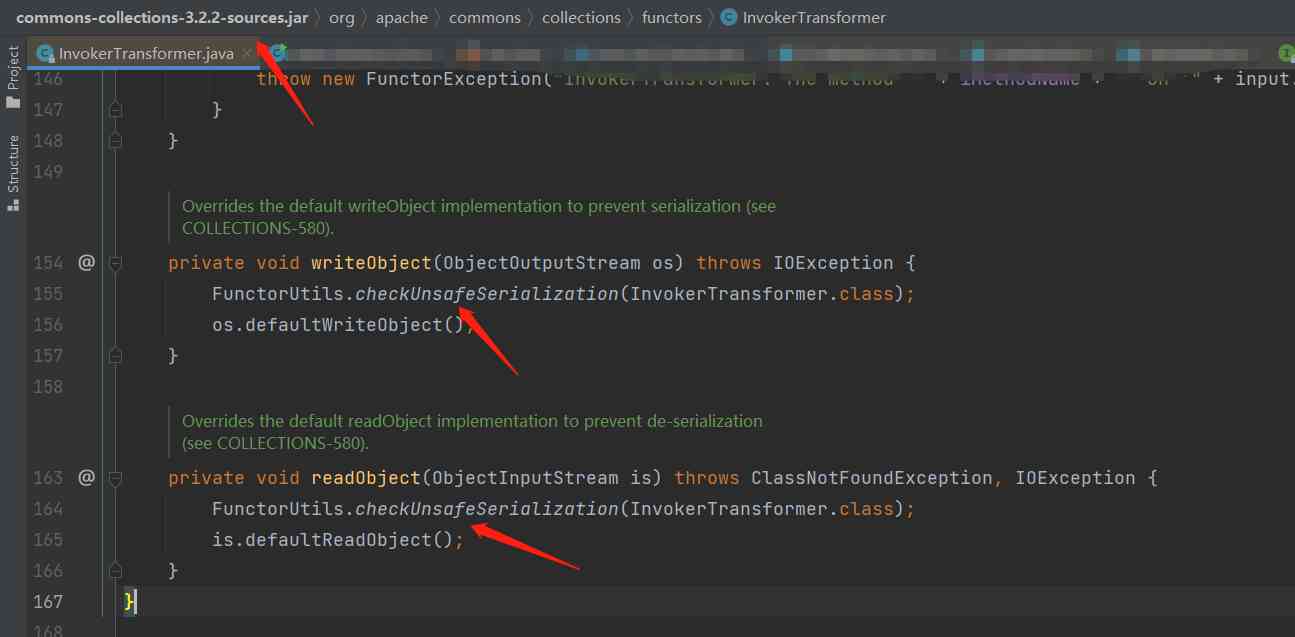 commons-collections-3.2.2-sources.jar 〉 org 〉 apache 〉 commons 〉 collections 〉 functors 〉 InvokerTransformer
InvokerTransformer.java
Project
Structure
146 throw new FunctorException("InvokerTransformer: The method '" + iMethodName + "' on '" + input.
147 }
148 }
149
Overrides the default writeObject implementation to prevent serialization (see
COLLECTIONS-580).
154 @ private void writeObject(ObjectOutputStream os) throws IOException {
155 FunctorUtils.checkUnsafeSerialization(InvokerTransformer.class);
156 os.defaultWriteObject();
157 }
158
Overrides the default readObject implementation to prevent de-serialization
(see COLLECTIONS-580).
163 @ private void readObject(ObjectInputStream is) throws ClassNotFoundException, IOException {
164 FunctorUtils.checkUnsafeSerialization(InvokerTransformer.class);
165 is.defaultReadObject();
166 }
167 }
168